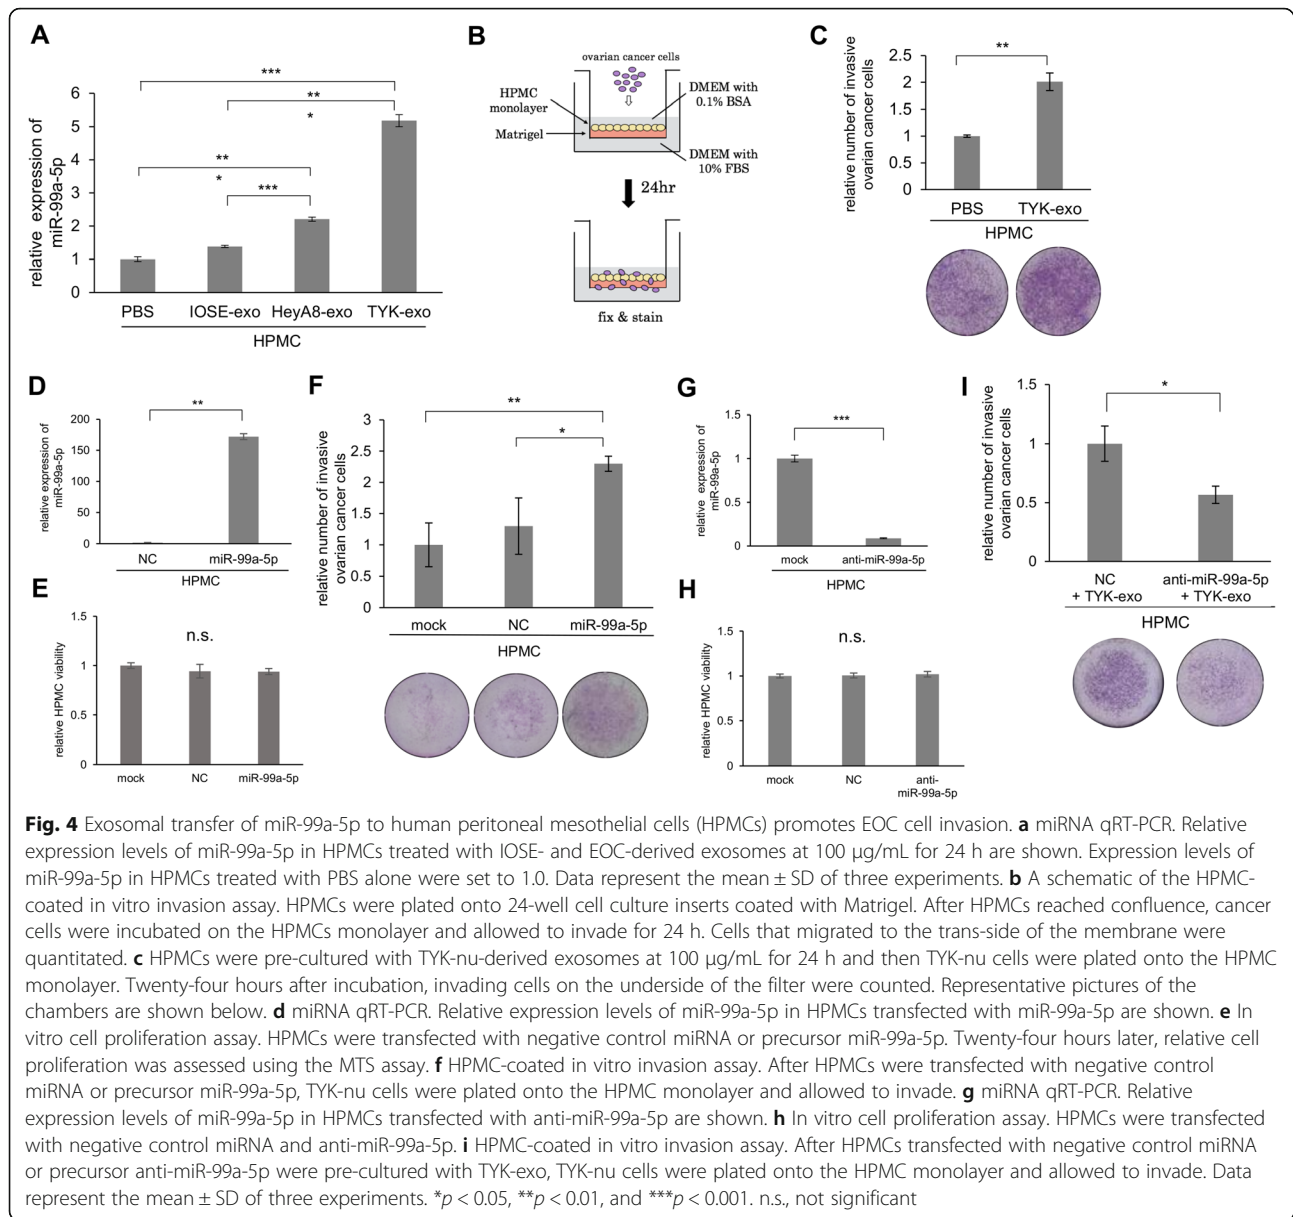 A
relative expression of
miR-99a-5p
6
5
4
3
2
1
0
***
**
*
**
*
***
PBS
IOSE-exo
HeyA8-exo
TYK-exo
HPMC
B
ovarian cancer cells
HPMC
monolayer
Matrigel
DMEM with
0.1% BSA
DMEM with
10% FBS
24hr
fix & stain
C
relative number of invasive
ovarian cancer cells
2.5
2
1.5
1
0.5
0
**
PBS
TYK-exo
HPMC
D
relative expression of
miR-99a-5p
200
150
100
50
0
**
NC
miR-99a-5p
HPMC
E
relative HPMC viability
1.5
1
0.5
0
n.s.
mock
NC
miR-99a-5p
F
relative number of invasive
ovarian cancer cells
3
2.5
2
1.5
1
0.5
0
**
*
mock
NC
miR-99a-5p
HPMC
G
relative expression of
miR-99a-5p
1.5
1
0.5
0
***
mock
anti-miR-99a-5p
HPMC
H
relative HPMC viability
1.5
1
0.5
0
n.s.
mock
NC
anti-
miR-99a-5p
I
relative number of invasive
ovarian cancer cells
1.5
1
0.5
0
*
NC
+ TYK-exo
anti-miR-99a-5p
+ TYK-exo
HPMC
Fig. 4 Exosomal transfer of miR-99a-5p to human peritoneal mesothelial cells (HPMCs) promotes EOC cell invasion. a miRNA qRT-PCR. Relative
expression levels of miR-99a-5p in HPMCs treated with IOSE- and EOC-derived exosomes at 100 μg/mL for 24 h are shown. Expression levels of
miR-99a-5p in HPMCs treated with PBS alone were set to 1.0. Data represent the mean ± SD of three experiments. b A schematic of the HPMC-
coated in vitro invasion assay. HPMCs were plated onto 24-well cell culture inserts coated with Matrigel. After HPMCs reached confluence, cancer
cells were incubated on the HPMCs monolayer and allowed to invade for 24 h. Cells that migrated to the trans-side of the membrane were
quantitated. c HPMCs were pre-cultured with TYK-nu-derived exosomes at 100 μg/mL for 24 h and then TYK-nu cells were plated onto the HPMC
monolayer. Twenty-four hours after incubation, invading cells on the underside of the filter were counted. Representative pictures of the
chambers are shown below. d miRNA qRT-PCR. Relative expression levels of miR-99a-5p in HPMCs transfected with miR-99a-5p are shown. e In
vitro cell proliferation assay. HPMCs were transfected with negative control miRNA or precursor miR-99a-5p. Twenty-four hours later, relative cell
proliferation was assessed using the MTS assay. f HPMC-coated in vitro invasion assay. After HPMCs were transfected with negative control
miRNA or precursor miR-99a-5p, TYK-nu cells were plated onto the HPMC monolayer and allowed to invade. g miRNA qRT-PCR. Relative
expression levels of miR-99a-5p in HPMCs transfected with anti-miR-99a-5p are shown. h In vitro cell proliferation assay. HPMCs were transfected
with negative control miRNA and anti-miR-99a-5p. i HPMC-coated in vitro invasion assay. After HPMCs transfected with negative control miRNA
or precursor anti-miR-99a-5p were pre-cultured with TYK-exo, TYK-nu cells were plated onto the HPMC monolayer and allowed to invade. Data
represent the mean ± SD of three experiments. *p < 0.05, **p < 0.01, and ***p < 0.001. n.s., not significant